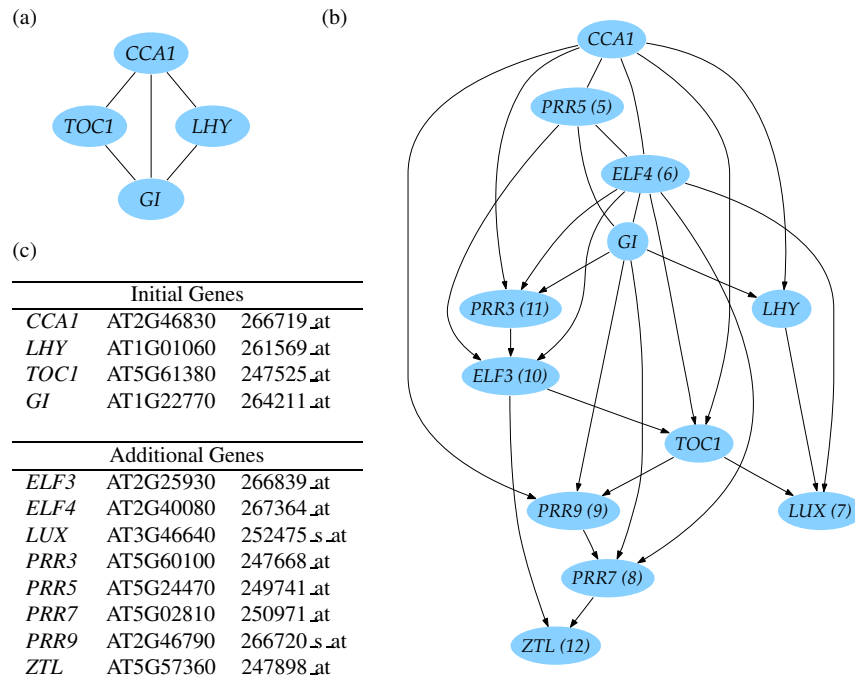 (a)
CCA1
TOC1 LHY
GI
(b)
CCA1
PRR5 (5)
ELF4 (6)
GI
PRR3 (11)
LHY
ELF3 (10)
TOC1
PRR9 (9)
LUX (7)
PRR7 (8)
ZTL (12)
(c)
Initial Genes
CCA1 AT2G46830 266719_at
LHY AT1G01060 261569_at
TOC1 AT5G61380 247525_at
GI AT1G22770 264211_at
Additional Genes
ELF3 AT2G25930 266839_at
ELF4 AT2G40080 267364_at
LUX AT3G46640 252475_s_at
PRR3 AT5G60100 247668_at
PRR5 AT5G24470 249741_at
PRR7 AT5G02810 250971_at
PRR9 AT2G46790 266720_s_at
ZTL AT5G57360 247898_at